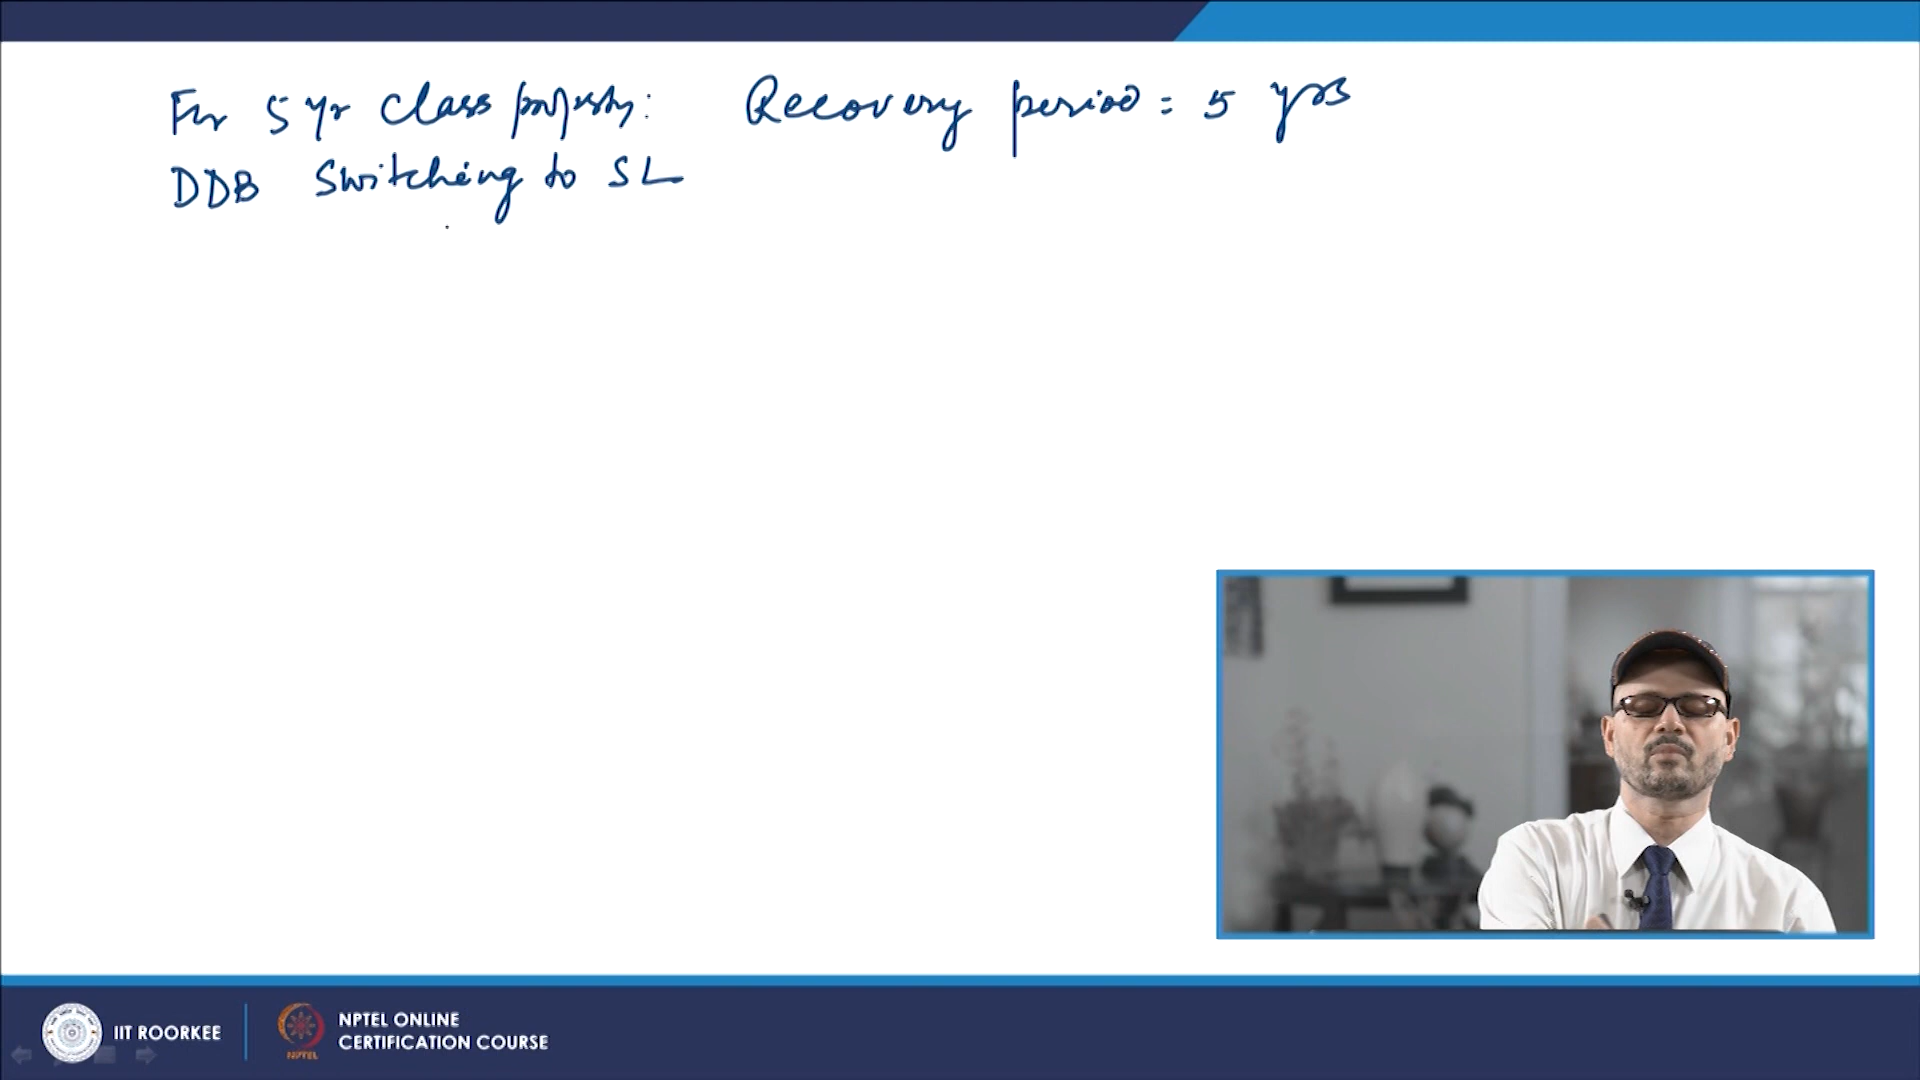 For 5 yr class property: Recovery period = 5 yrs
DDB Switching to SL
IIT ROORKEE
NPTEL
NPTEL ONLINE
CERTIFICATION COURSE